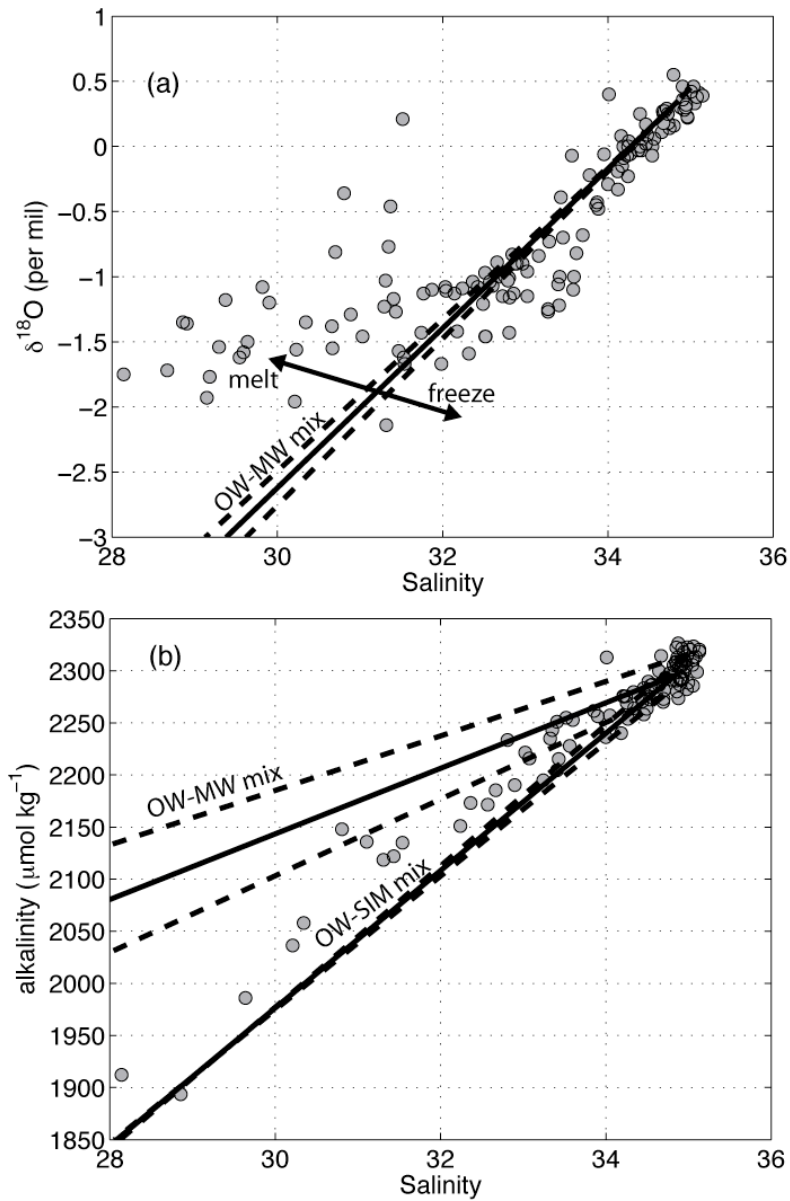 1
0.5
0
−0.5
−1
−1.5
−2
−2.5
−3
δ18O (per mil)
(a)
melt
freeze
OW-MW mix
28 30 32 34 36
Salinity
2350
2300
2250
2200
2150
2100
2050
2000
1950
1900
1850
alkalinity (μmol kg−1)
(b)
OW-MW mix
OW-SIM mix
28 30 32 34 36
Salinity